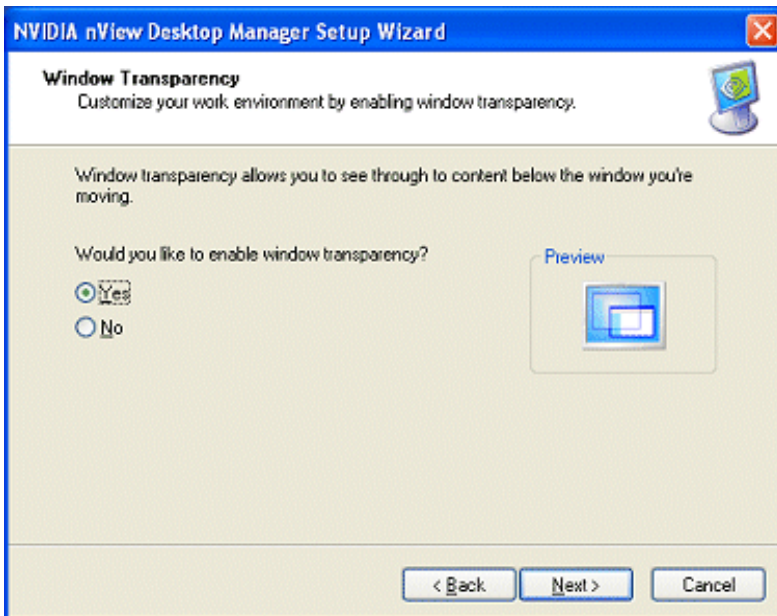 NVIDIA nView Desktop Manager Setup Wizard
Window Transparency
Customize your work environment by enabling window transparency.
Window transparency allows you to see through to content below the window you're
moving.
Would you like to enable window transparency?
Preview
Yes
No
< Back
Next >
Cancel